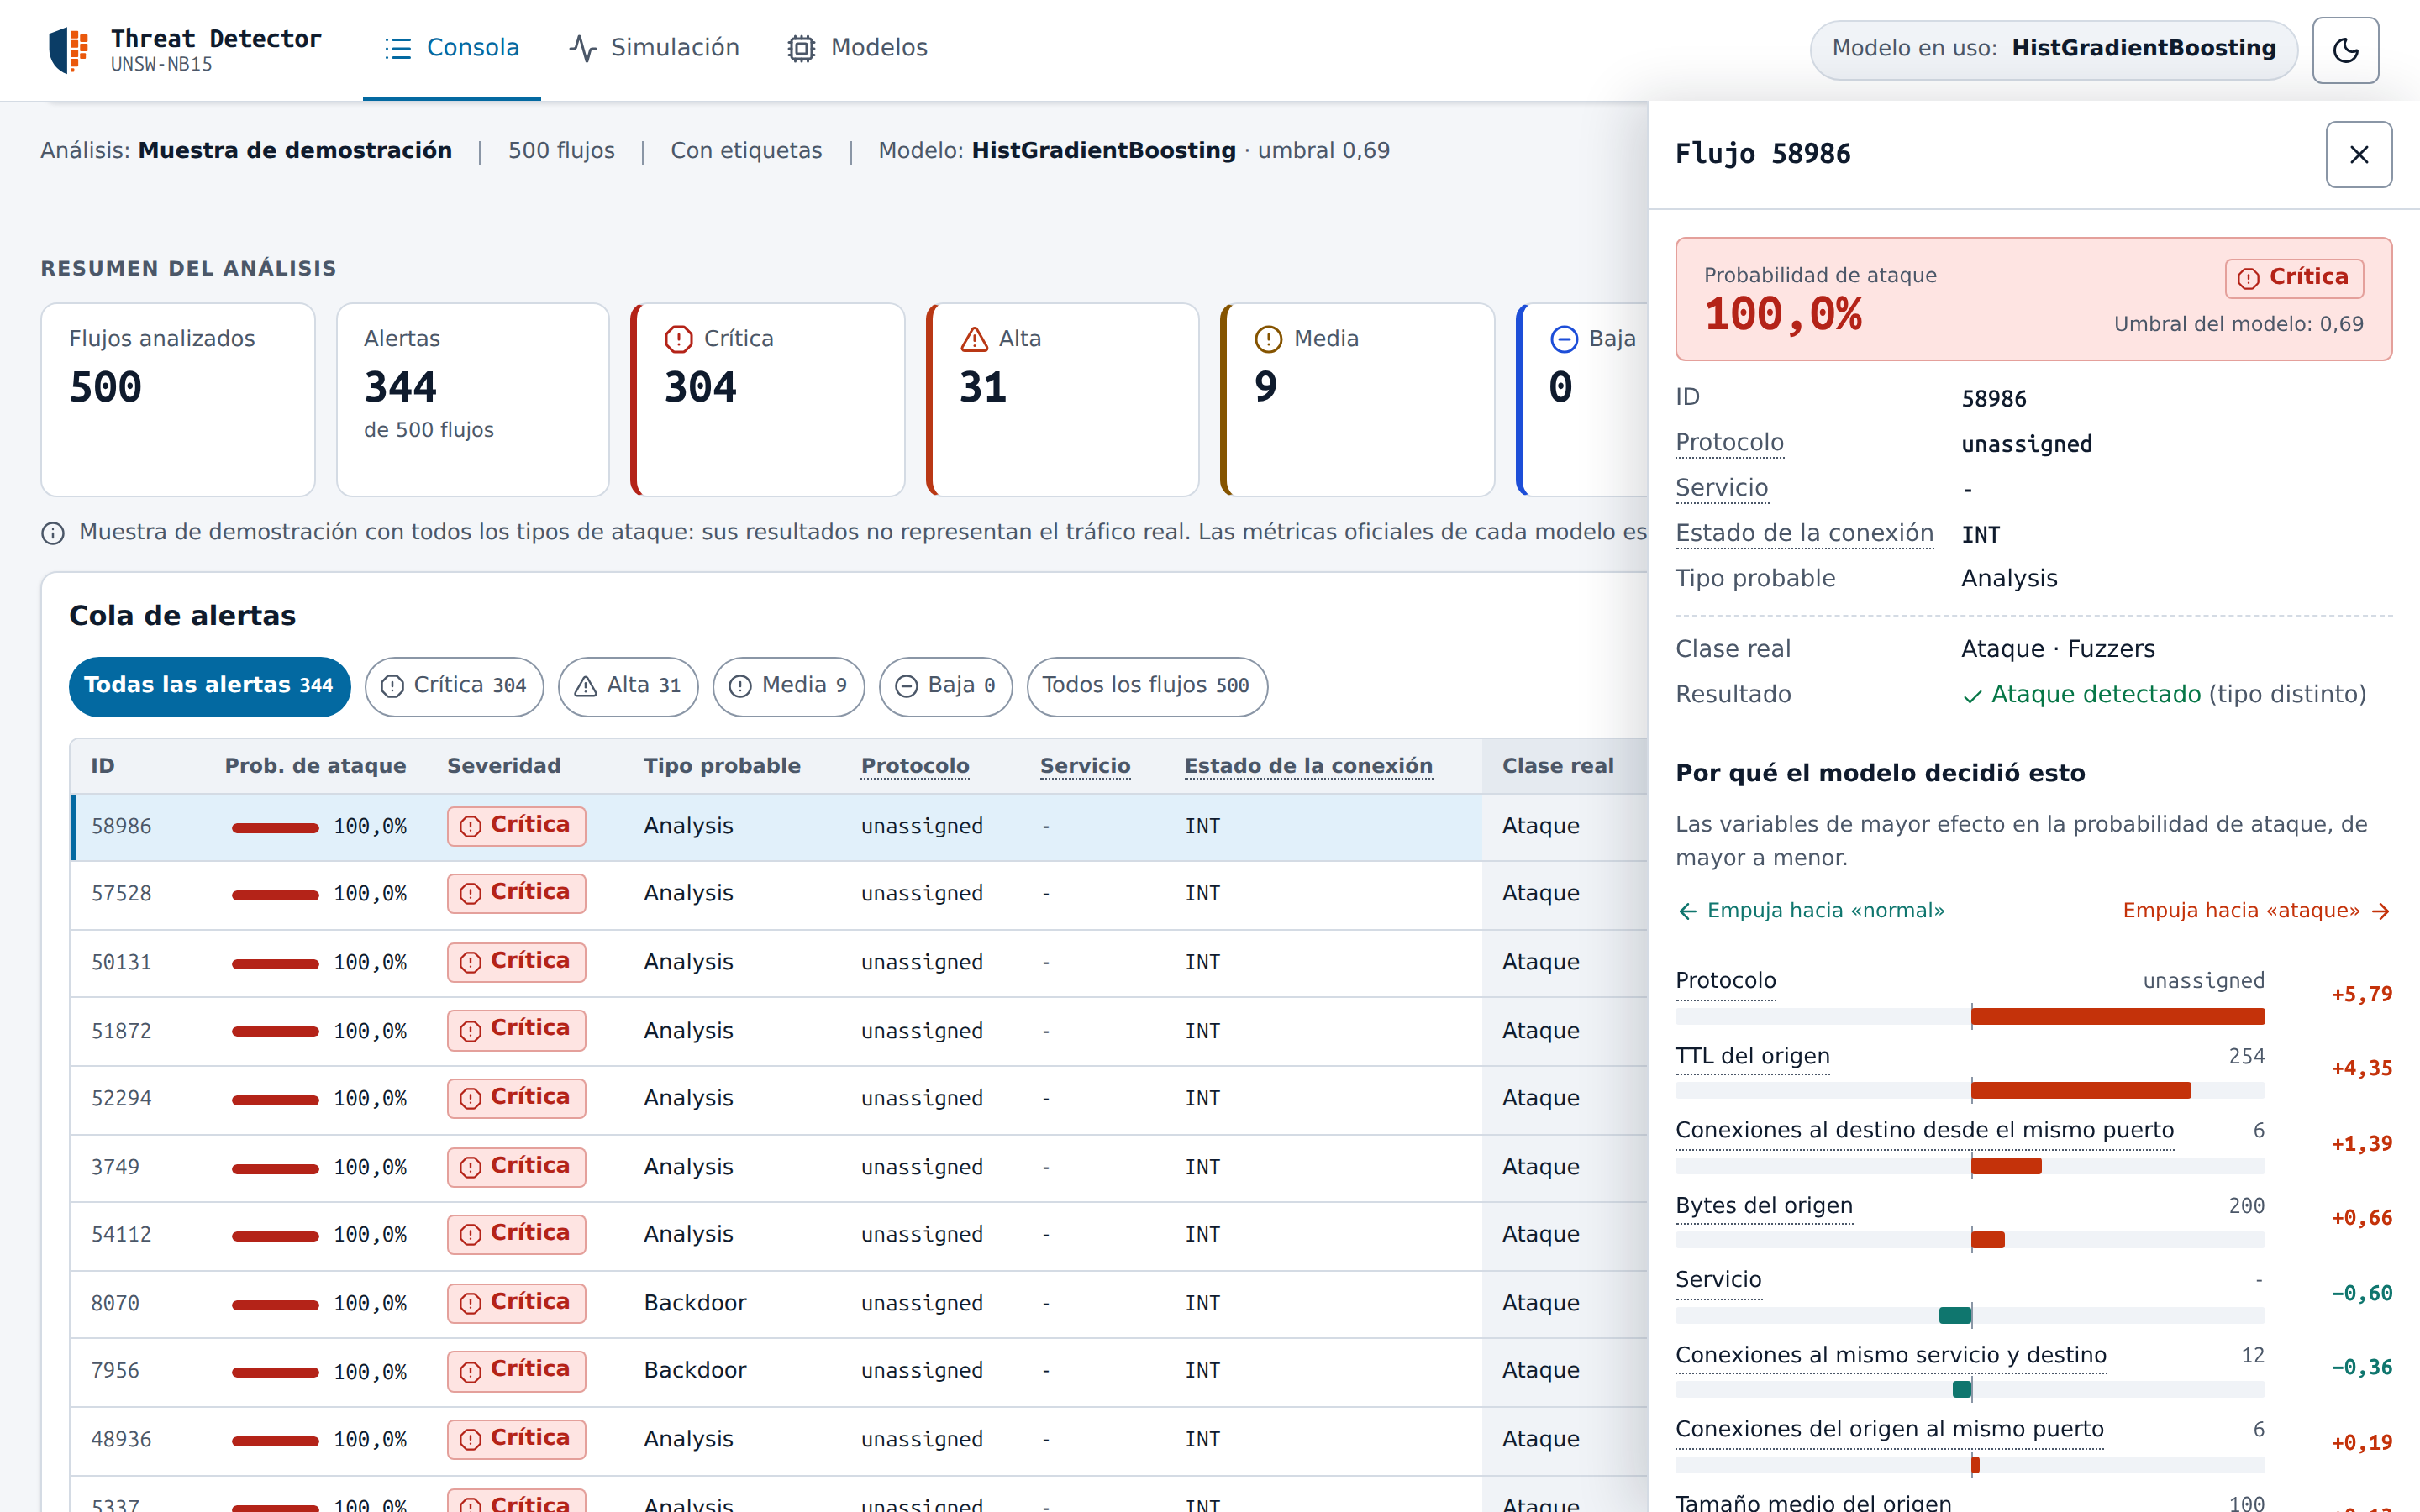 Threat Detector
UNSW-NB15
Consola
Simulación
Modelos
Modelo en uso: HistGradientBoosting
Análisis: Muestra de demostración | 500 flujos | Con etiquetas | Modelo: HistGradientBoosting · umbral 0,69
RESUMEN DEL ANÁLISIS
Flujos analizados
500
Alertas
344
de 500 flujos
Crítica
304
Alta
31
Media
9
Baja
0
Muestra de demostración con todos los tipos de ataque: sus resultados no representan el tráfico real. Las métricas oficiales de cada modelo es
Cola de alertas
Todas las alertas 344
Crítica 304
Alta 31
Media 9
Baja 0
Todos los flujos 500
ID Prob. de ataque Severidad Tipo probable Protocolo Servicio Estado de la conexión Clase real
58986 100,0% Crítica Analysis unassigned - INT Ataque
57528 100,0% Crítica Analysis unassigned - INT Ataque
50131 100,0% Crítica Analysis unassigned - INT Ataque
51872 100,0% Crítica Analysis unassigned - INT Ataque
52294 100,0% Crítica Analysis unassigned - INT Ataque
3749 100,0% Crítica Analysis unassigned - INT Ataque
54112 100,0% Crítica Analysis unassigned - INT Ataque
8070 100,0% Crítica Backdoor unassigned - INT Ataque
7956 100,0% Crítica Backdoor unassigned - INT Ataque
48936 100,0% Crítica Analysis unassigned - INT Ataque
5337 100,0% Crítica Analysis unassigned - INT Ataque
Flujo 58986
Probabilidad de ataque
100,0%
Crítica
Umbral del modelo: 0,69
ID 58986
Protocolo unassigned
Servicio -
Estado de la conexión INT
Tipo probable Analysis
Clase real Ataque · Fuzzers
Resultado Ataque detectado (tipo distinto)
Por qué el modelo decidió esto
Las variables de mayor efecto en la probabilidad de ataque, de
mayor a menor.
← Empuja hacia «normal»
Empuja hacia «ataque» →
Protocolo unassigned +5,79
TTL del origen 254 +4,35
Conexiones al destino desde el mismo puerto 6 +1,39
Bytes del origen 200 +0,66
Servicio - −0,60
Conexiones al mismo servicio y destino 12 −0,36
Conexiones del origen al mismo puerto 6 +0,19
Tamaño medio del origen 100